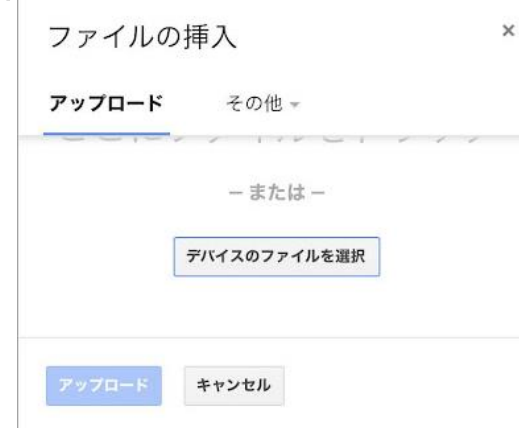 ファイルの挿入
アップロード その他
– または –
デバイスのファイルを選択
アップロード キャンセル